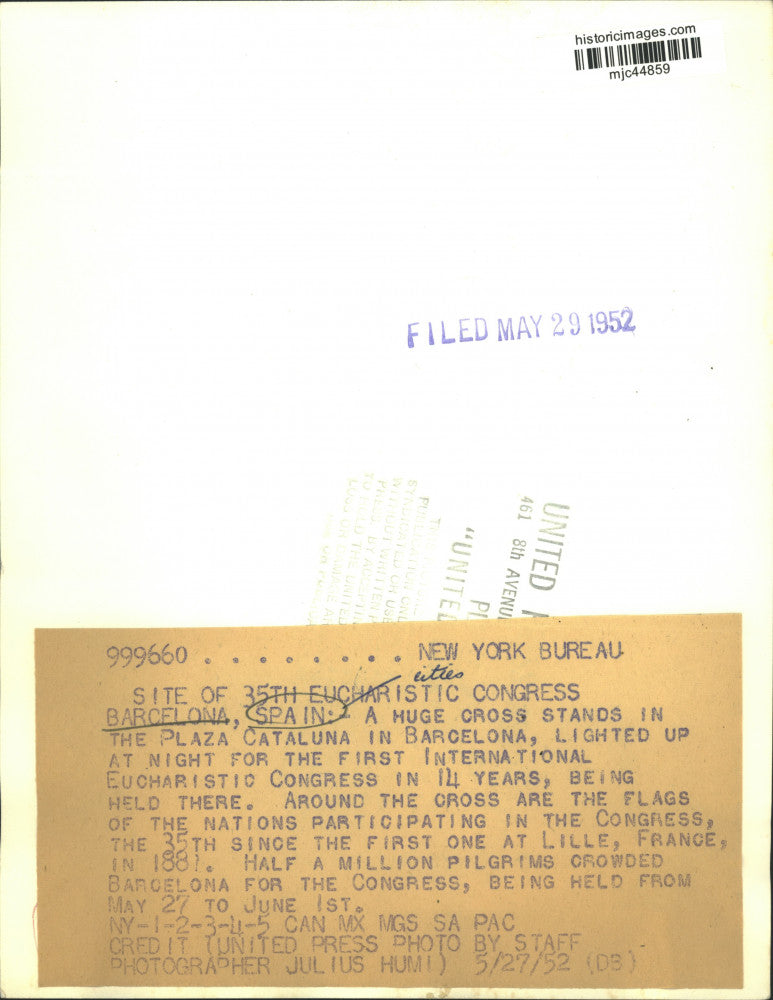 historicimages.com
mjc44859
FILED MAY 29 1952
UNITED
461 8th AVENU
"UNITED
999660 . . . . . . . . NEW YORK BUREAU
cities
SITE OF 35TH EUCHARISTIC CONGRESS
BARCELONA, SPAIN:- A HUGE CROSS STANDS IN
THE PLAZA CATALUNA IN BARCELONA, LIGHTED UP
AT NIGHT FOR THE FIRST INTERNATIONAL
EUCHARISTIC CONGRESS IN 14 YEARS, BEING
HELD THERE. AROUND THE CROSS ARE THE FLAGS
OF THE NATIONS PARTICIPATING IN THE CONGRESS,
THE 35TH SINCE THE FIRST ONE AT LILLE, FRANCE,
IN 1881. HALF A MILLION PILGRIMS CROWDED
BARCELONA FOR THE CONGRESS, BEING HELD FROM
MAY 27 TO JUNE 1ST.
NY-1-2-3-4-5 CAN MX MGS SA PAC
CREDIT (UNITED PRESS PHOTO BY STAFF
PHOTOGRAPHER JULIUS HUMI) 5/27/52 (DS)